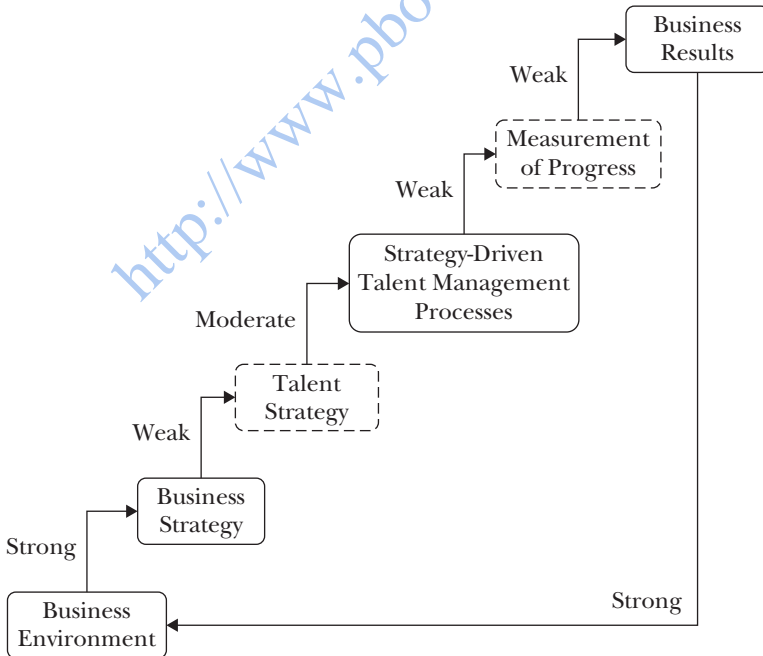 Business
Results
Weak
Measurement
of Progress
Weak
Strategy-Driven
Talent Management
Processes
Moderate
Talent
Strategy
Weak
Business
Strategy
Strong
Business
Environment
Strong
http://www.pbo